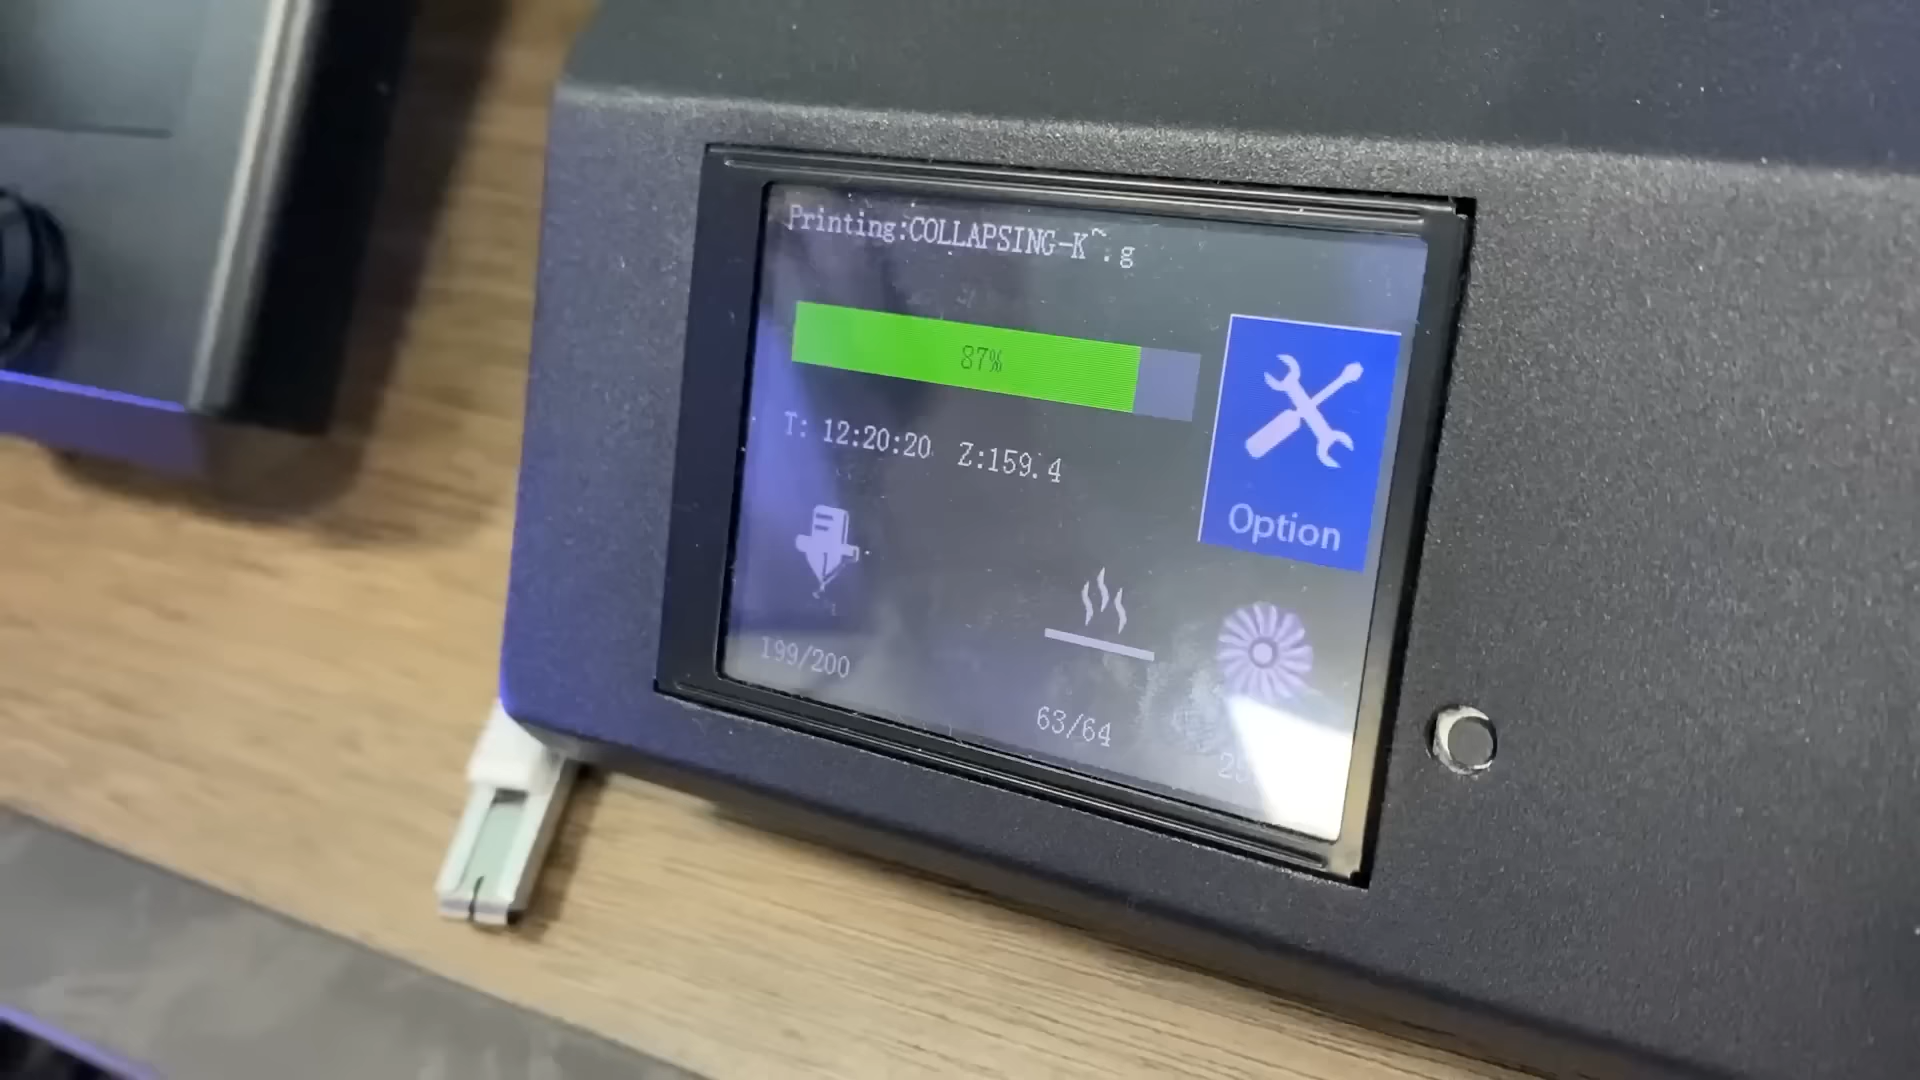 Printing:COLLAPSING-K~.g
87%
T: 12:20:20 Z:159.4
Option
199/200
63/64